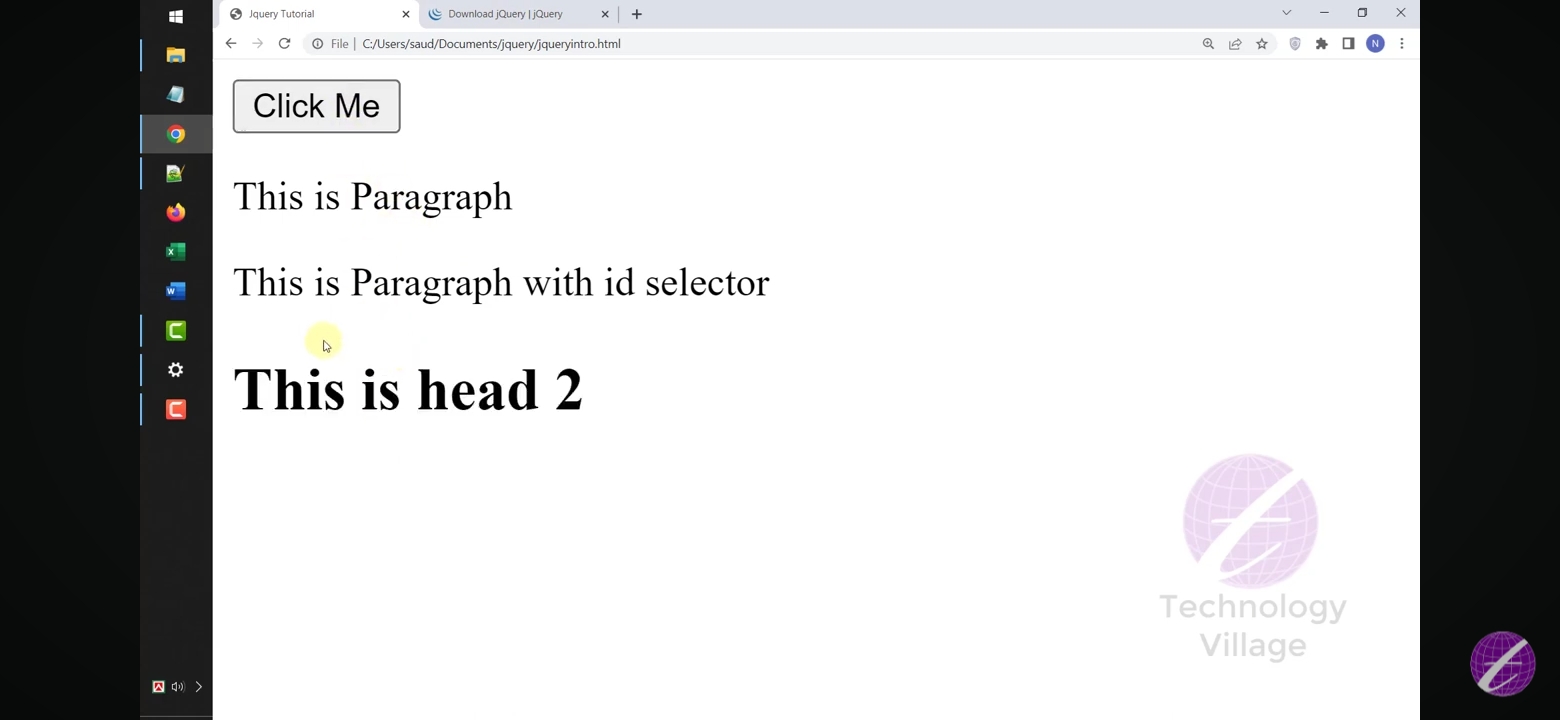 Jquery Tutorial
Download jQuery | jQuery
File
C:/Users/saud/Documents/jquery/jqueryintro.html
N
Click Me
This is Paragraph
This is Paragraph with id selector
This is head 2
Technology
Village